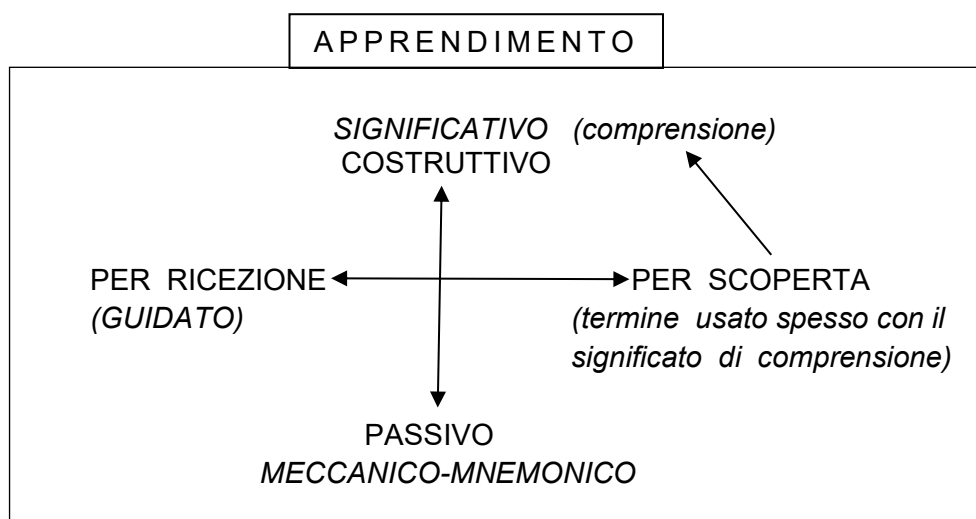 APPRENDIMENTO
SIGNIFICATIVO (comprensione)
COSTRUTTIVO
PER RICEZIONE
(GUIDATO)
PER SCOPERTA
(termine usato spesso con il
significato di comprensione)
PASSIVO
MECCANICO-MNEMONICO